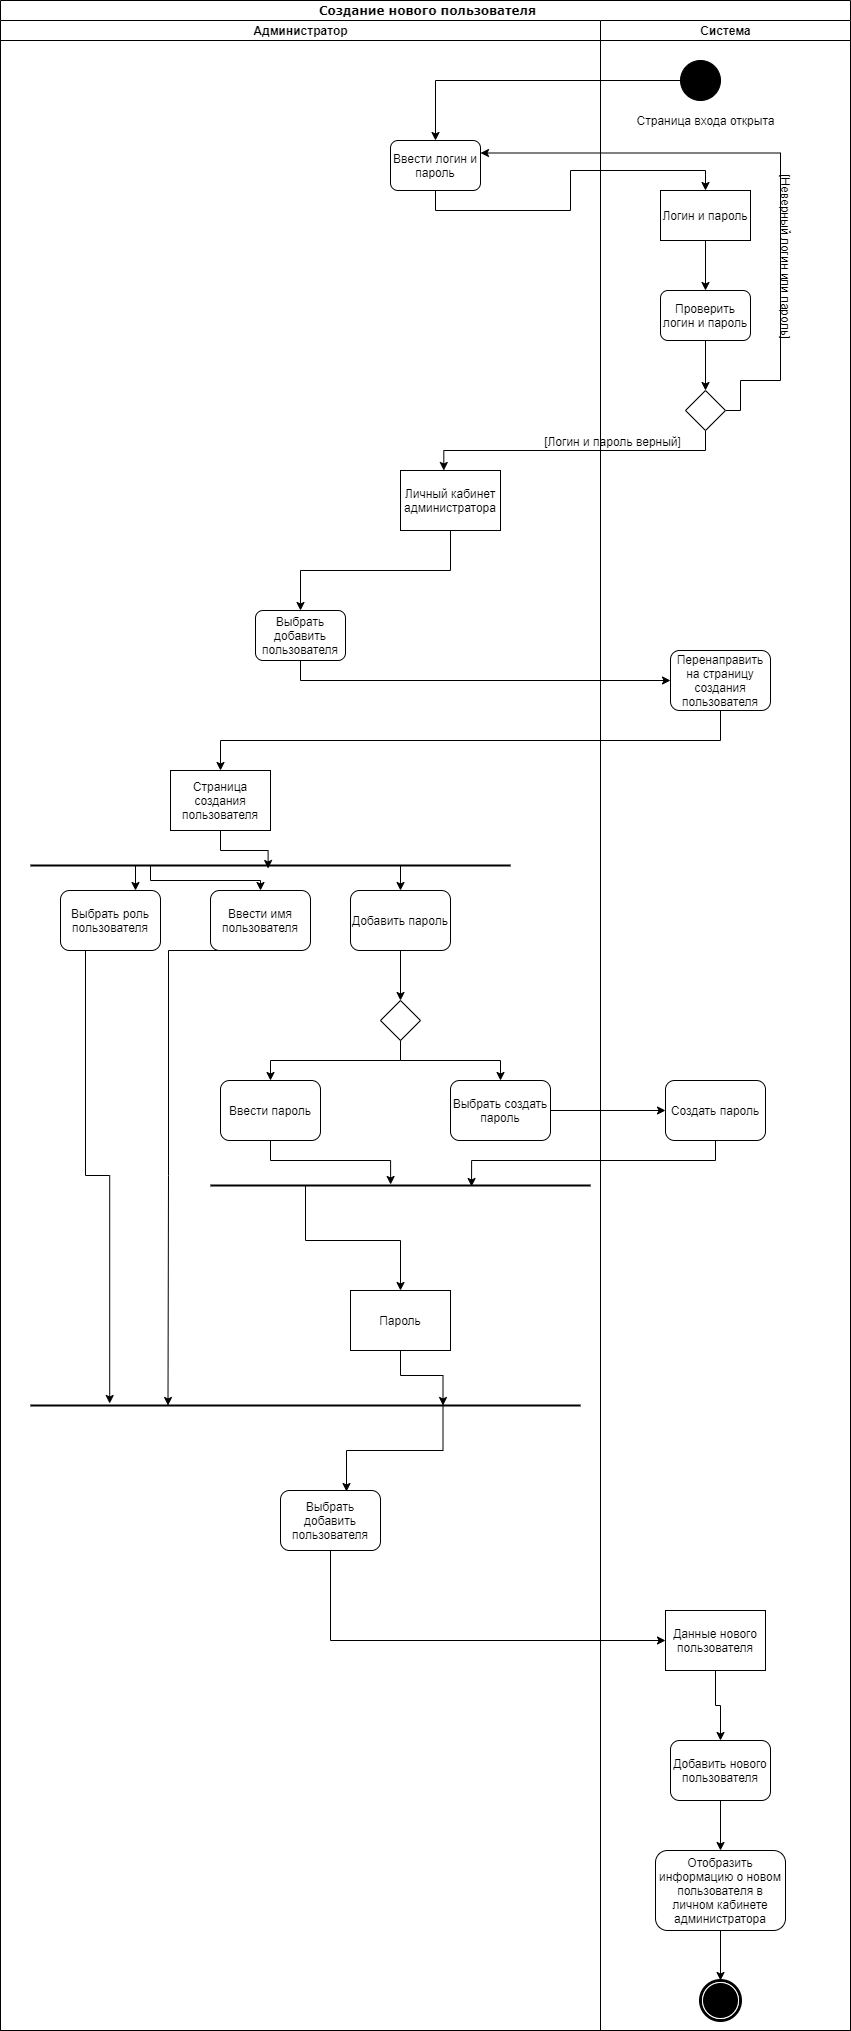 Создание нового пользователя
Администратор
Система
Страница входа открыта
Ввести логин и
пароль
[Неверный логин или пароль]
Логин и пароль
Проверить
логин и пароль
[Логин и пароль верный]
Личный кабинет
администратора
Выбрать
добавить
пользователя
Перенаправить
на страницу
создания
пользователя
Страница
создания
пользователя
Выбрать роль
пользователя
Ввести имя
пользователя
Добавить пароль
Ввести пароль
Выбрать создать
пароль
Создать пароль
Пароль
Выбрать
добавить
пользователя
Данные нового
пользователя
Добавить нового
пользователя
Отобразить
информацию о новом
пользователя в
личном кабинете
администратора